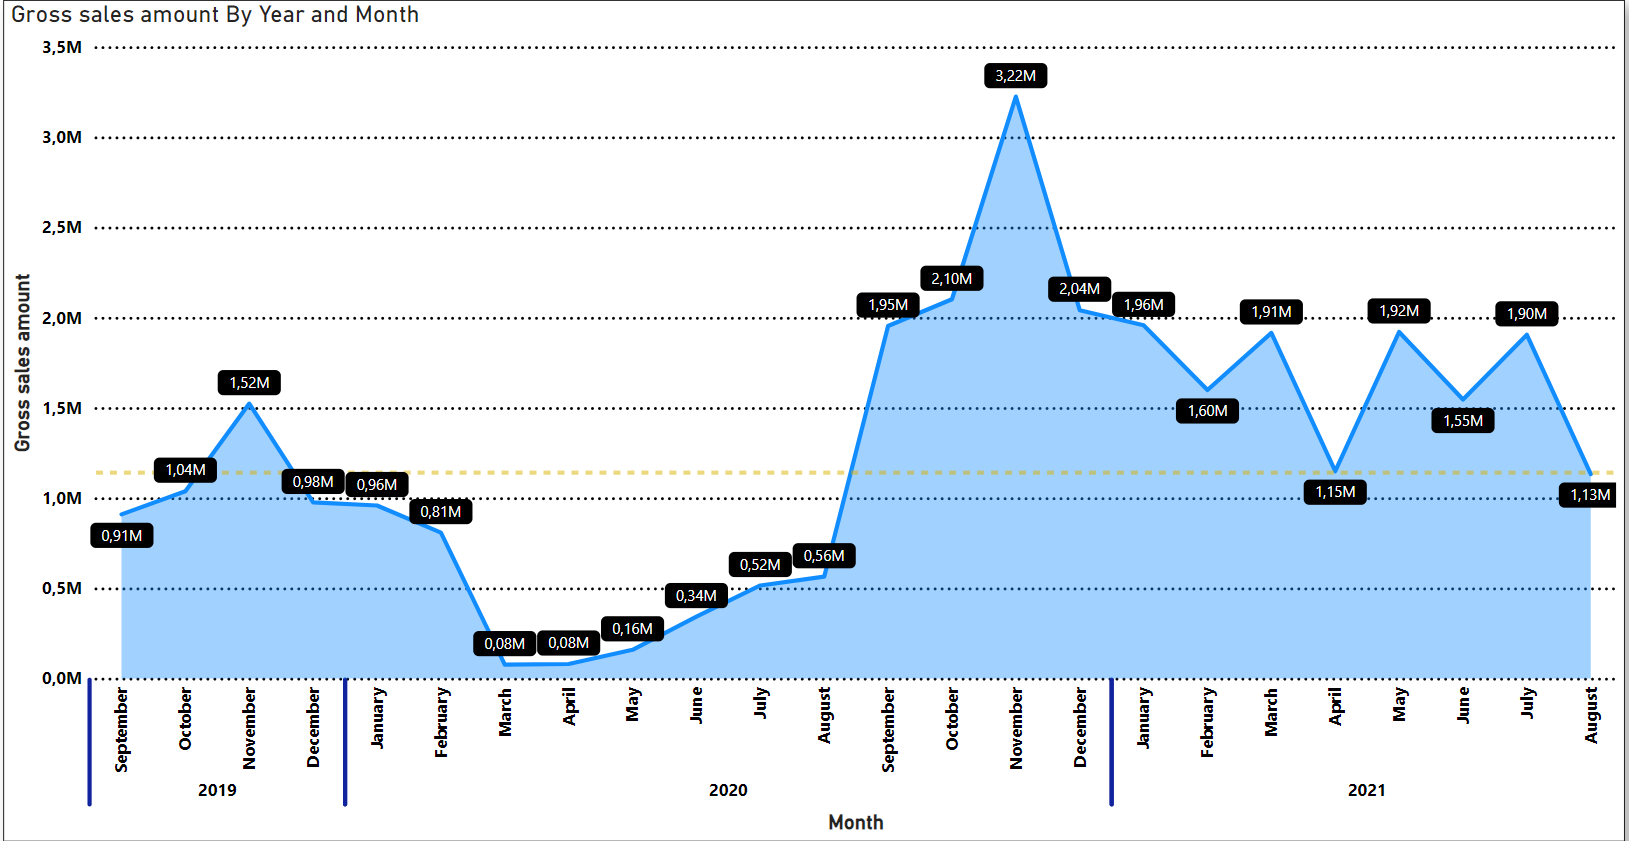 Gross sales amount By Year and Month
3,5M
3,0M
2,5M
2,0M
1,5M
1,0M
0,5M
0,0M
Gross sales amount
0,91M
1,04M
1,52M
0,98M
0,96M
0,81M
0,08M
0,08M
0,16M
0,34M
0,52M
0,56M
1,95M
2,10M
3,22M
2,04M
1,96M
1,60M
1,91M
1,15M
1,92M
1,55M
1,90M
1,13M
September
October
November
December
January
February
March
April
May
June
July
August
September
October
November
December
January
February
March
April
May
June
July
August
2019
2020
2021
Month